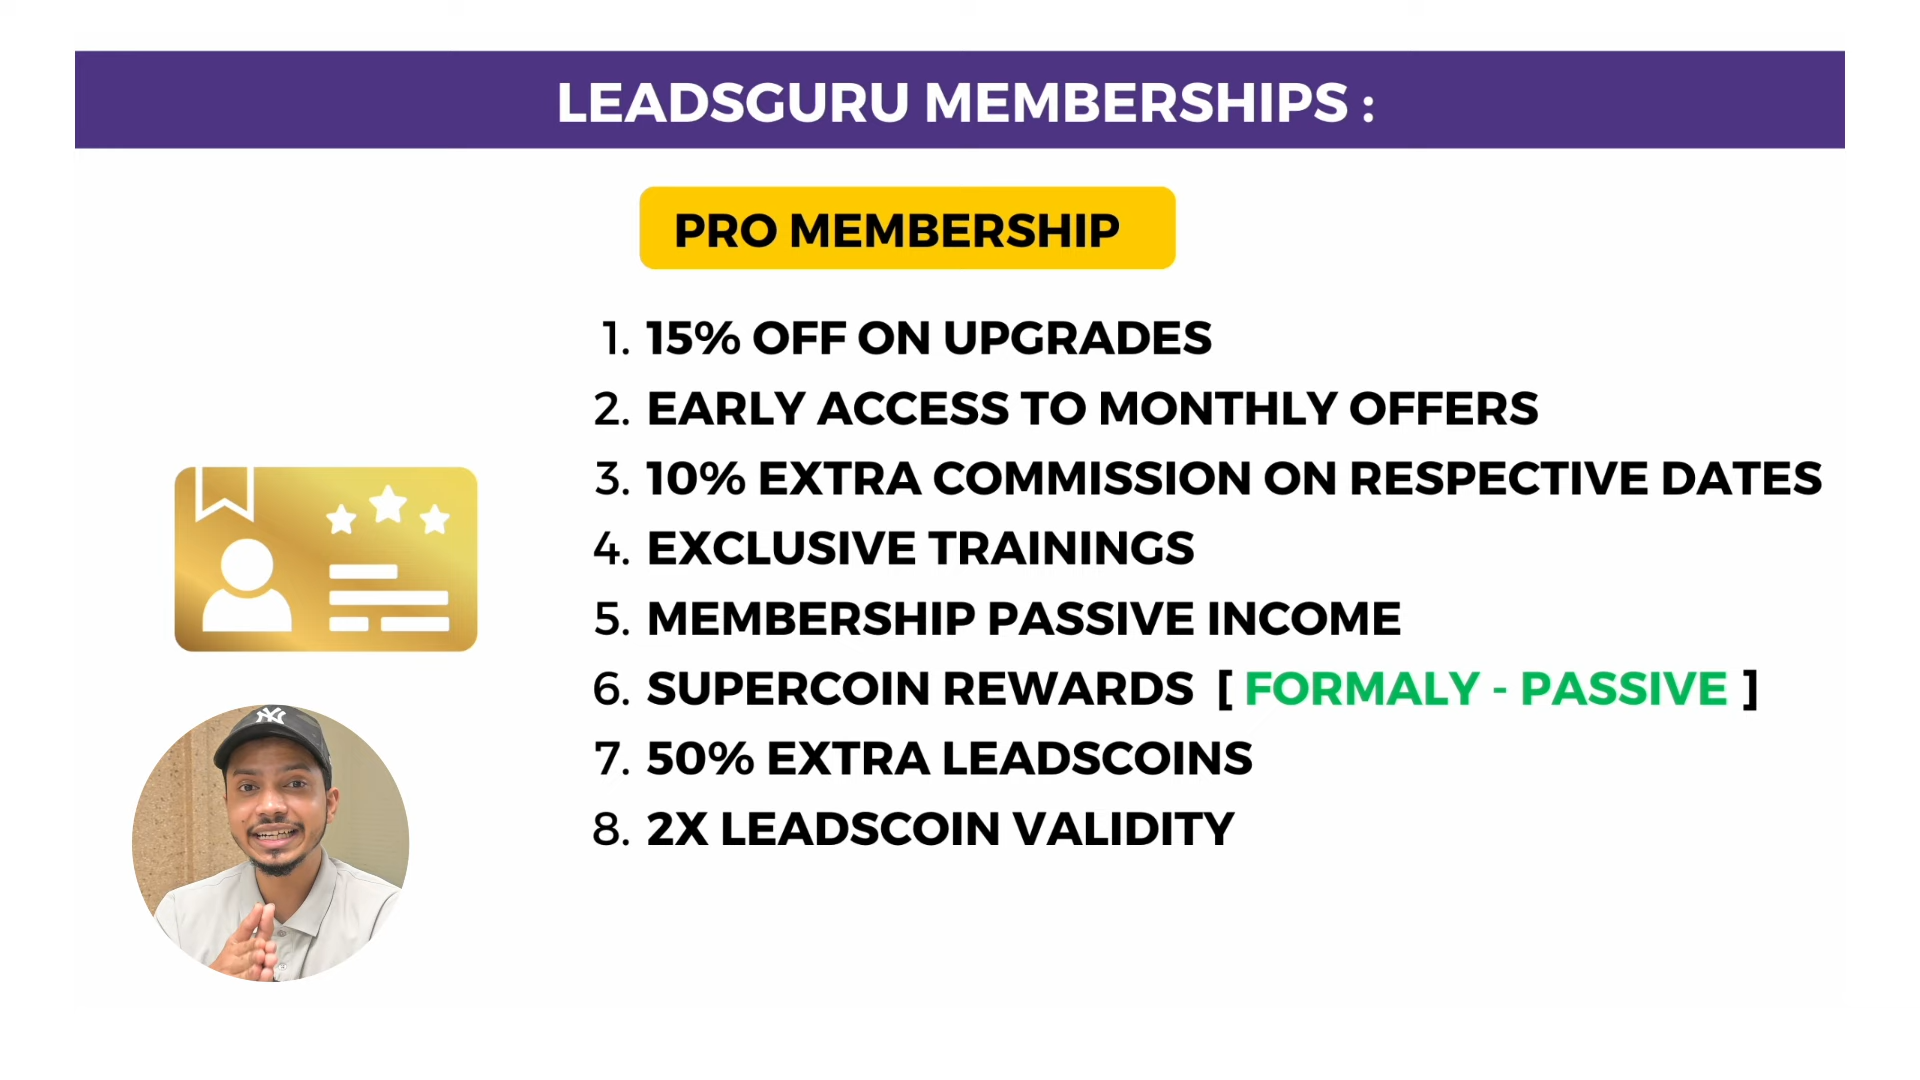 LEADSGURU MEMBERSHIPS :
PRO MEMBERSHIP
1. 15% OFF ON UPGRADES
2. EARLY ACCESS TO MONTHLY OFFERS
3. 10% EXTRA COMMISSION ON RESPECTIVE DATES
4. EXCLUSIVE TRAININGS
5. MEMBERSHIP PASSIVE INCOME
6. SUPERCOIN REWARDS [ FORMALY - PASSIVE ]
7. 50% EXTRA LEADSCOINS
8. 2X LEADSCOIN VALIDITY
NY